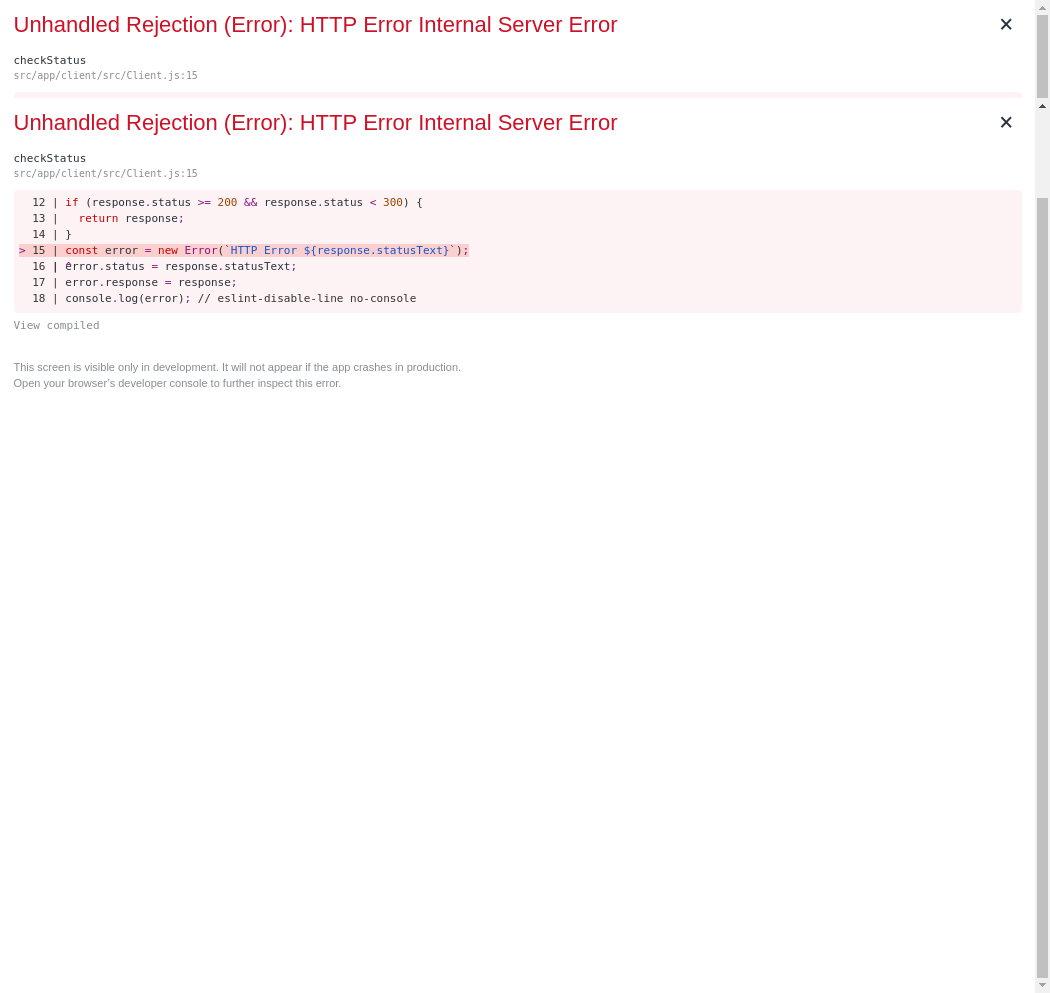 Unhandled Rejection (Error): HTTP Error Internal Server Error
✕
checkStatus
src/app/client/src/Client.js:15
Unhandled Rejection (Error): HTTP Error Internal Server Error
✕
checkStatus
src/app/client/src/Client.js:15
12 | if (response.status >= 200 && response.status < 300) {
13 |   return response;
14 | }
> 15 | const error = new Error(`HTTP Error ${response.statusText}`);
16 | error.status = response.statusText;
17 | error.response = response;
18 | console.log(error); // eslint-disable-line no-console
View compiled
This screen is visible only in development. It will not appear if the app crashes in production.
Open your browser's developer console to further inspect this error.